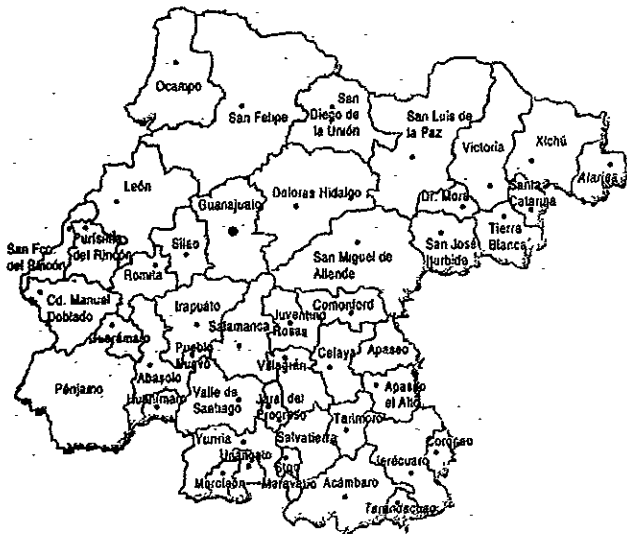 Ocampo
San Felipe
San
Diego de
la Unión
San Luis de
la Paz
Victoria
Xichú
Atarjea
León
Guanajuato
Dolores Hidalgo
Dr. Mora
Santa
Catarina
San Fco
del Rincón
Purísima
del Rincón
Silao
Romita
San Miguel de
Allende
San José
Iturbide
Tierra
Blanca
Cd. Manuel
Doblado
Irapuato
Salamanca
Juventino
Rosas
Comonford
Cuerámaro
Pueblo
Nuevo
Villagrán
Celaya
Apaseo
Pénjamo
Abasolo
Huanímaro
Valle de
Santiago
Jaral del
Progreso
Apaseo
el Alto
Tarimoro
Salvatierra
Yuriria
Uriangato
Moroleón
Maravatío
Acámbaro
Jerécuaro
Coroneo
Tarandacuao